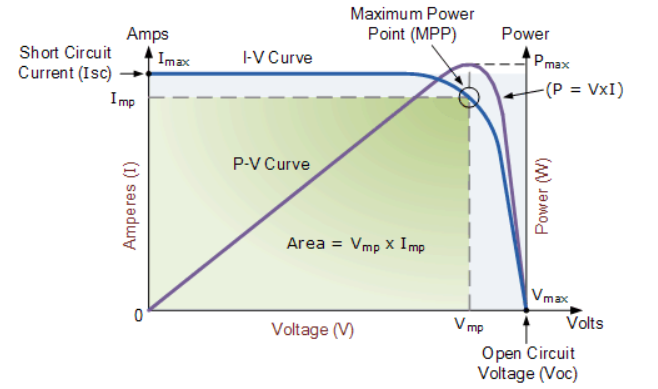 Maximum Power
Point (MPP)
Amps
Power
Short Circuit
Current (Isc)
Imax
I-V Curve
Pmax
Imp
(P = VxI)
P-V Curve
Amperes (I)
Power (W)
Area = Vmp x Imp
Vmax
0
Voltage (V)
Vmp
Volts
Open Circuit
Voltage (Voc)